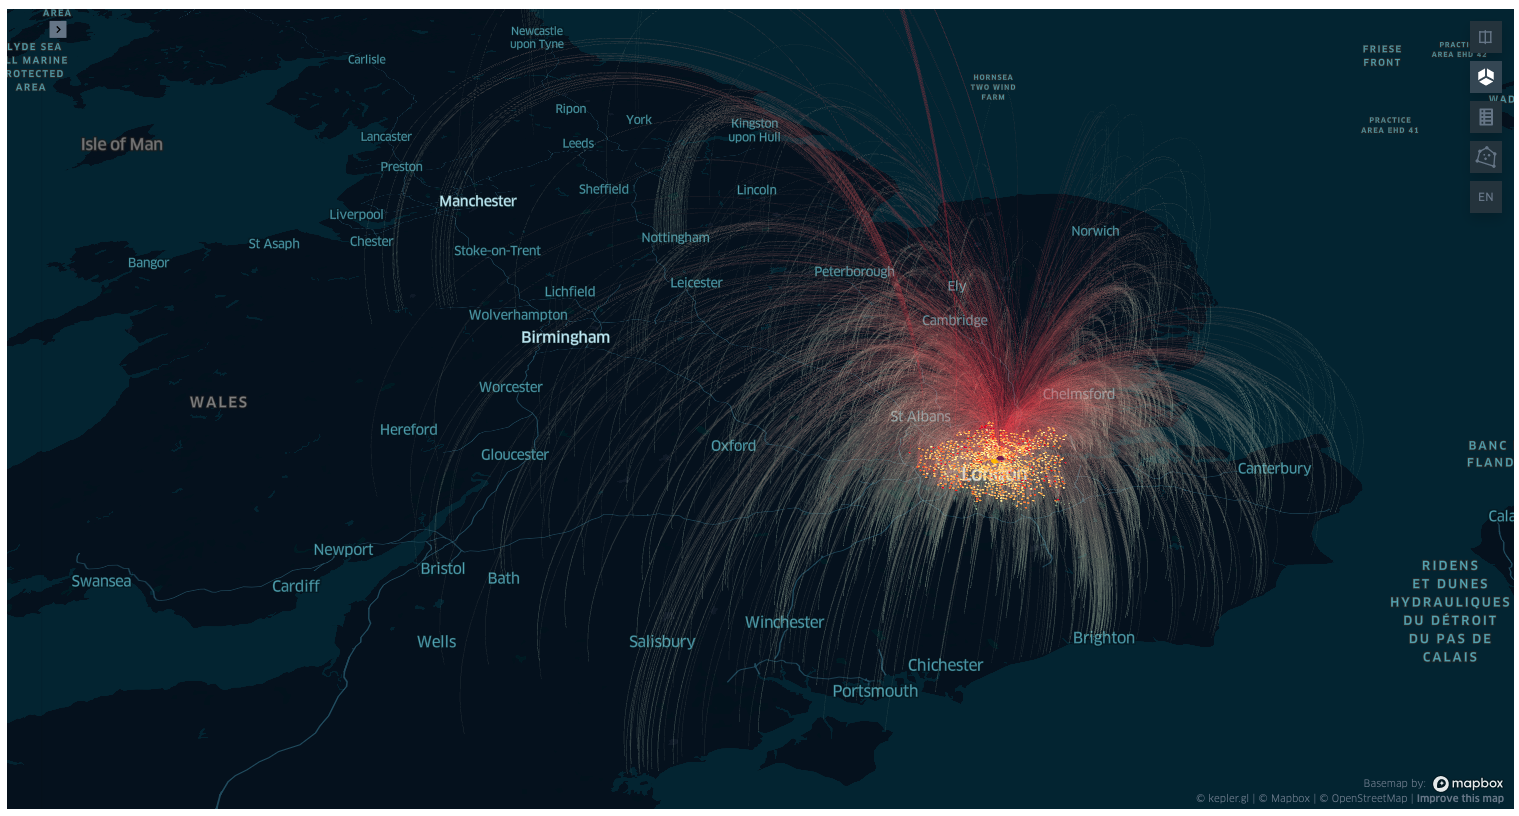 AREA
LYDE SEA
LL MARINE
ROTECTED
AREA
Newcastle
upon Tyne
Carlisle
FRIESE
FRONT
PRACTI
AREA EHD 42
HORNSEA
TWO WIND
FARM
WAD
Ripon
York
Kingston
upon Hull
PRACTICE
AREA EHD 41
Isle of Man
Lancaster
Leeds
Preston
Sheffield
Lincoln
EN
Manchester
Liverpool
Chester
St Asaph
Bangor
Stoke-on-Trent
Nottingham
Norwich
Peterborough
Leicester
Ely
Lichfield
Wolverhampton
Cambridge
Birmingham
Worcester
Chelmsford
WALES
St Albans
Hereford
Gloucester
Oxford
London
Canterbury
BANC
FLAND
Cala
Newport
Bristol
Bath
Swansea
Cardiff
RIDENS
ET DUNES
HYDRAULIQUES
DU DÉTROIT
DU PAS DE
CALAIS
Winchester
Wells
Salisbury
Brighton
Chichester
Portsmouth
Basemap by: mapbox
© kepler.gl | © Mapbox | © OpenStreetMap | Improve this map